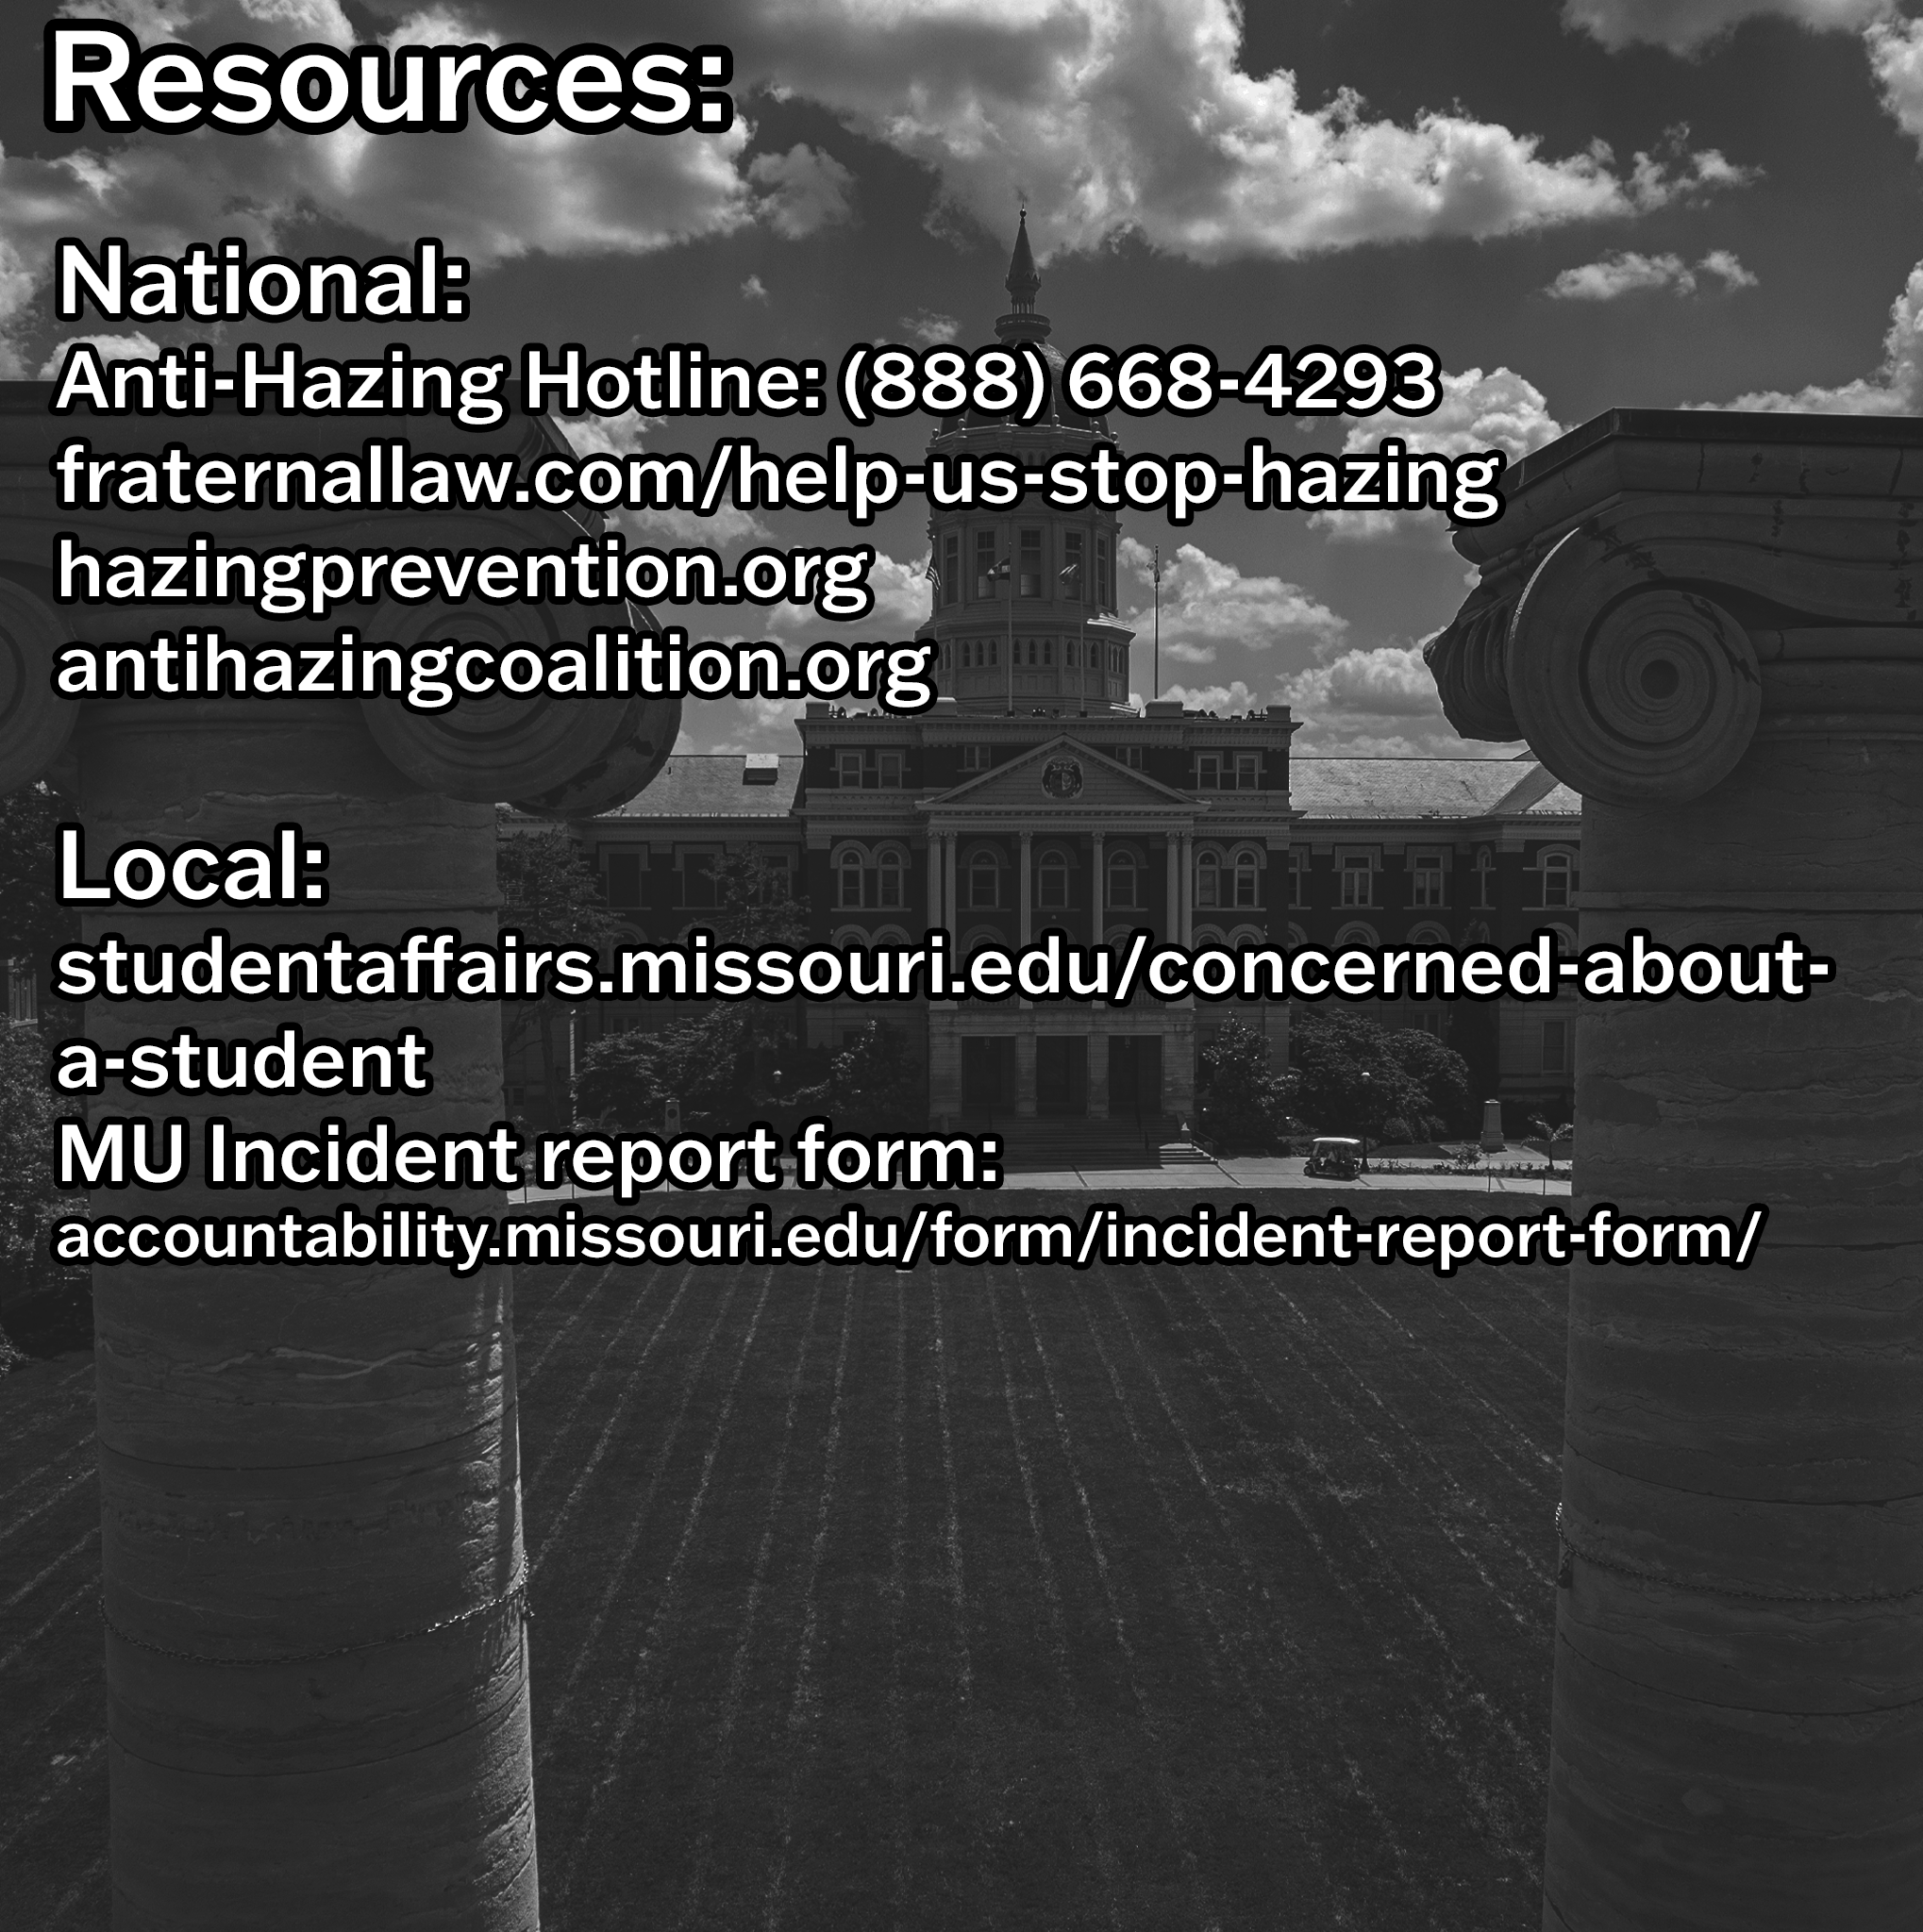 Resources:
National:
Anti-Hazing Hotline: (888) 668-4293
fraternallaw.com/help-us-stop-hazing
hazingprevention.org
antihazingcoalition.org
Local:
studentaffairs.missouri.edu/concerned-about-
a-student
MU Incident report form:
accountability.missouri.edu/form/incident-report-form/